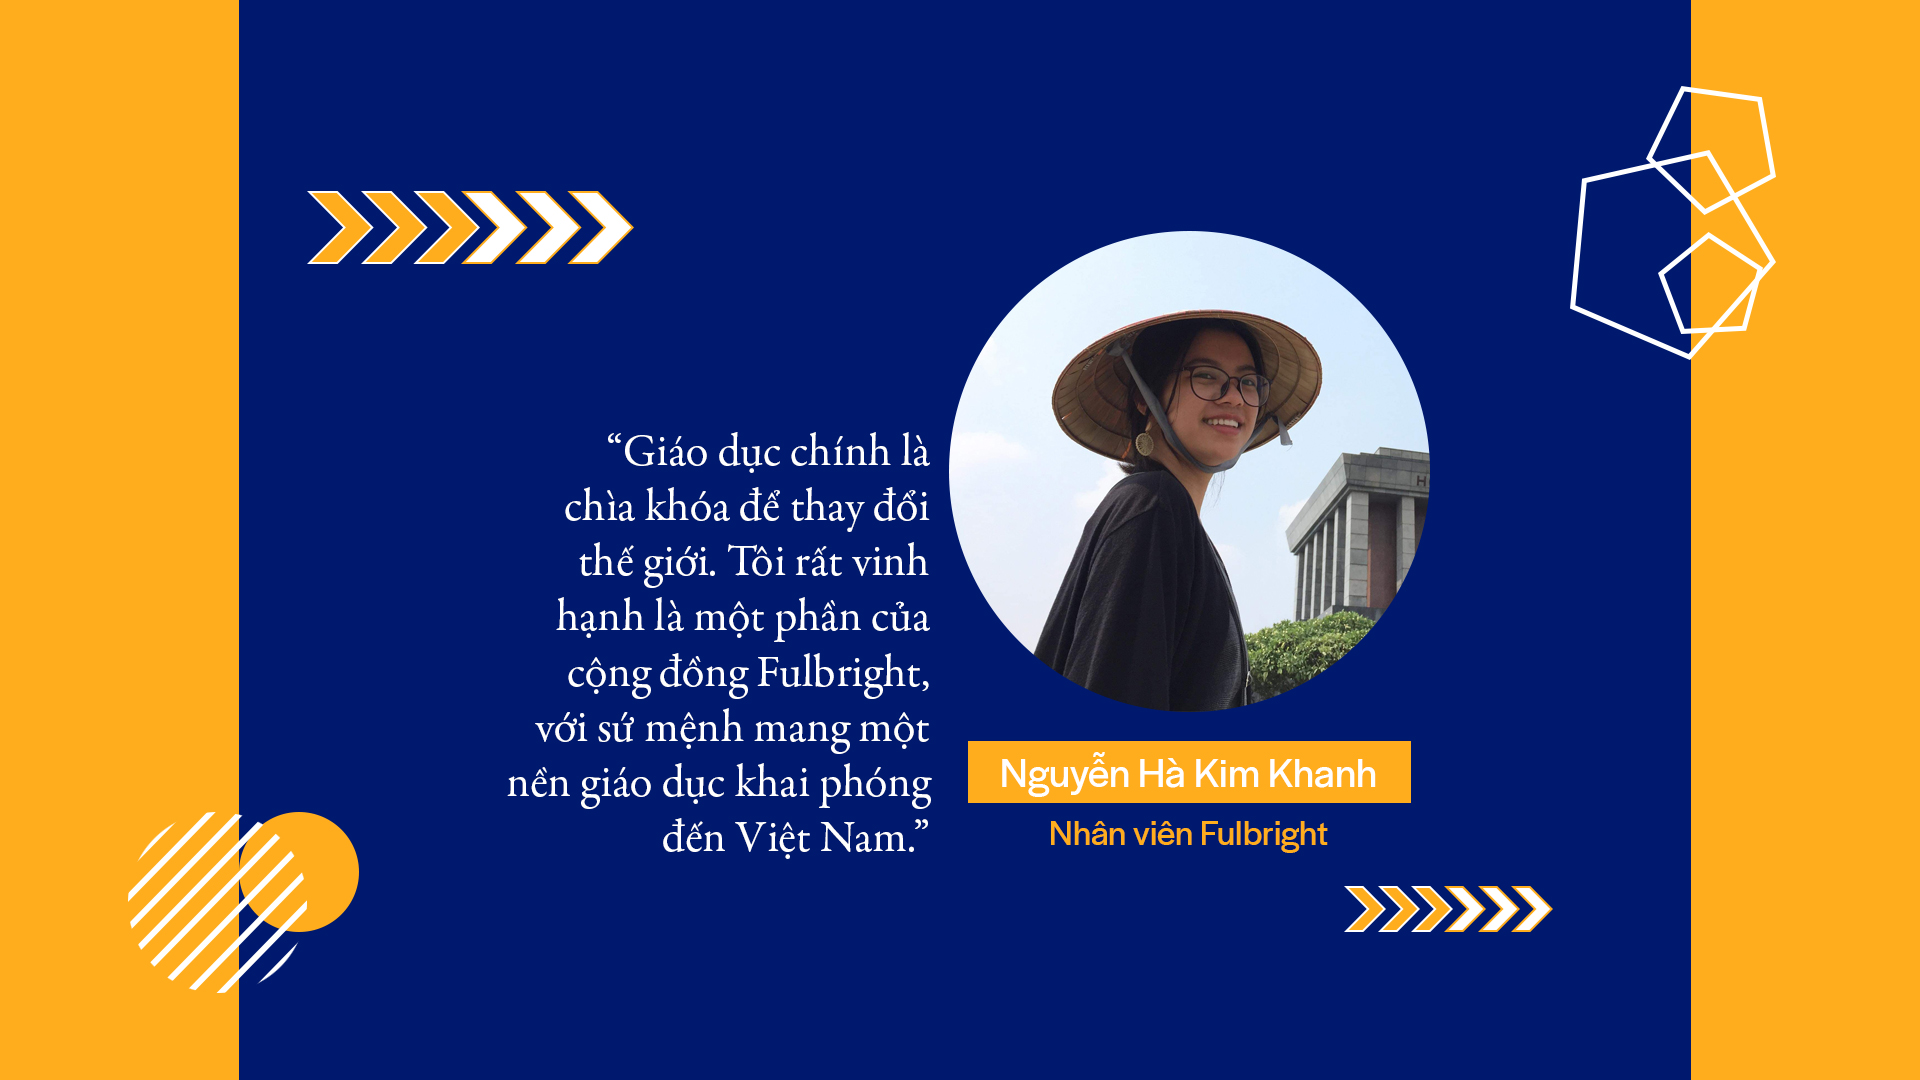 “Giáo dục chính là
chìa khóa để thay đổi
thế giới. Tôi rất vinh
hạnh là một phần của
cộng đồng Fulbright,
với sứ mệnh mang một
nền giáo dục khai phóng
đến Việt Nam.”
Nguyễn Hà Kim Khanh
Nhân viên Fulbright